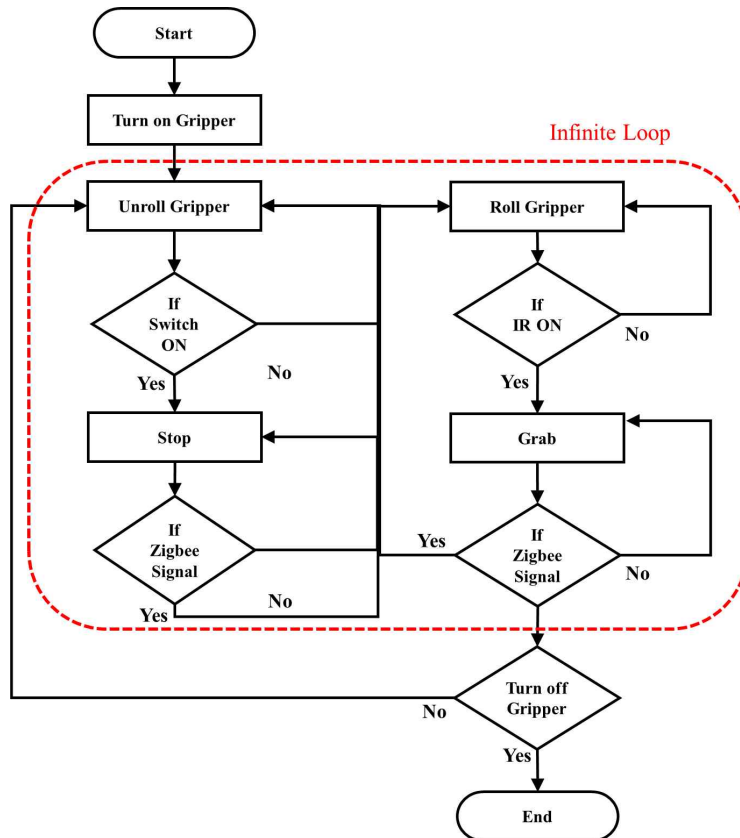 Start
Turn on Gripper
Infinite Loop
Unroll Gripper
Roll Gripper
If
Switch
ON
If
IR ON
No
Yes
No
Yes
Stop
Grab
If
Zigbee
Signal
Yes
If
Zigbee
Signal
No
Yes
No
Turn off
Gripper
No
Yes
End